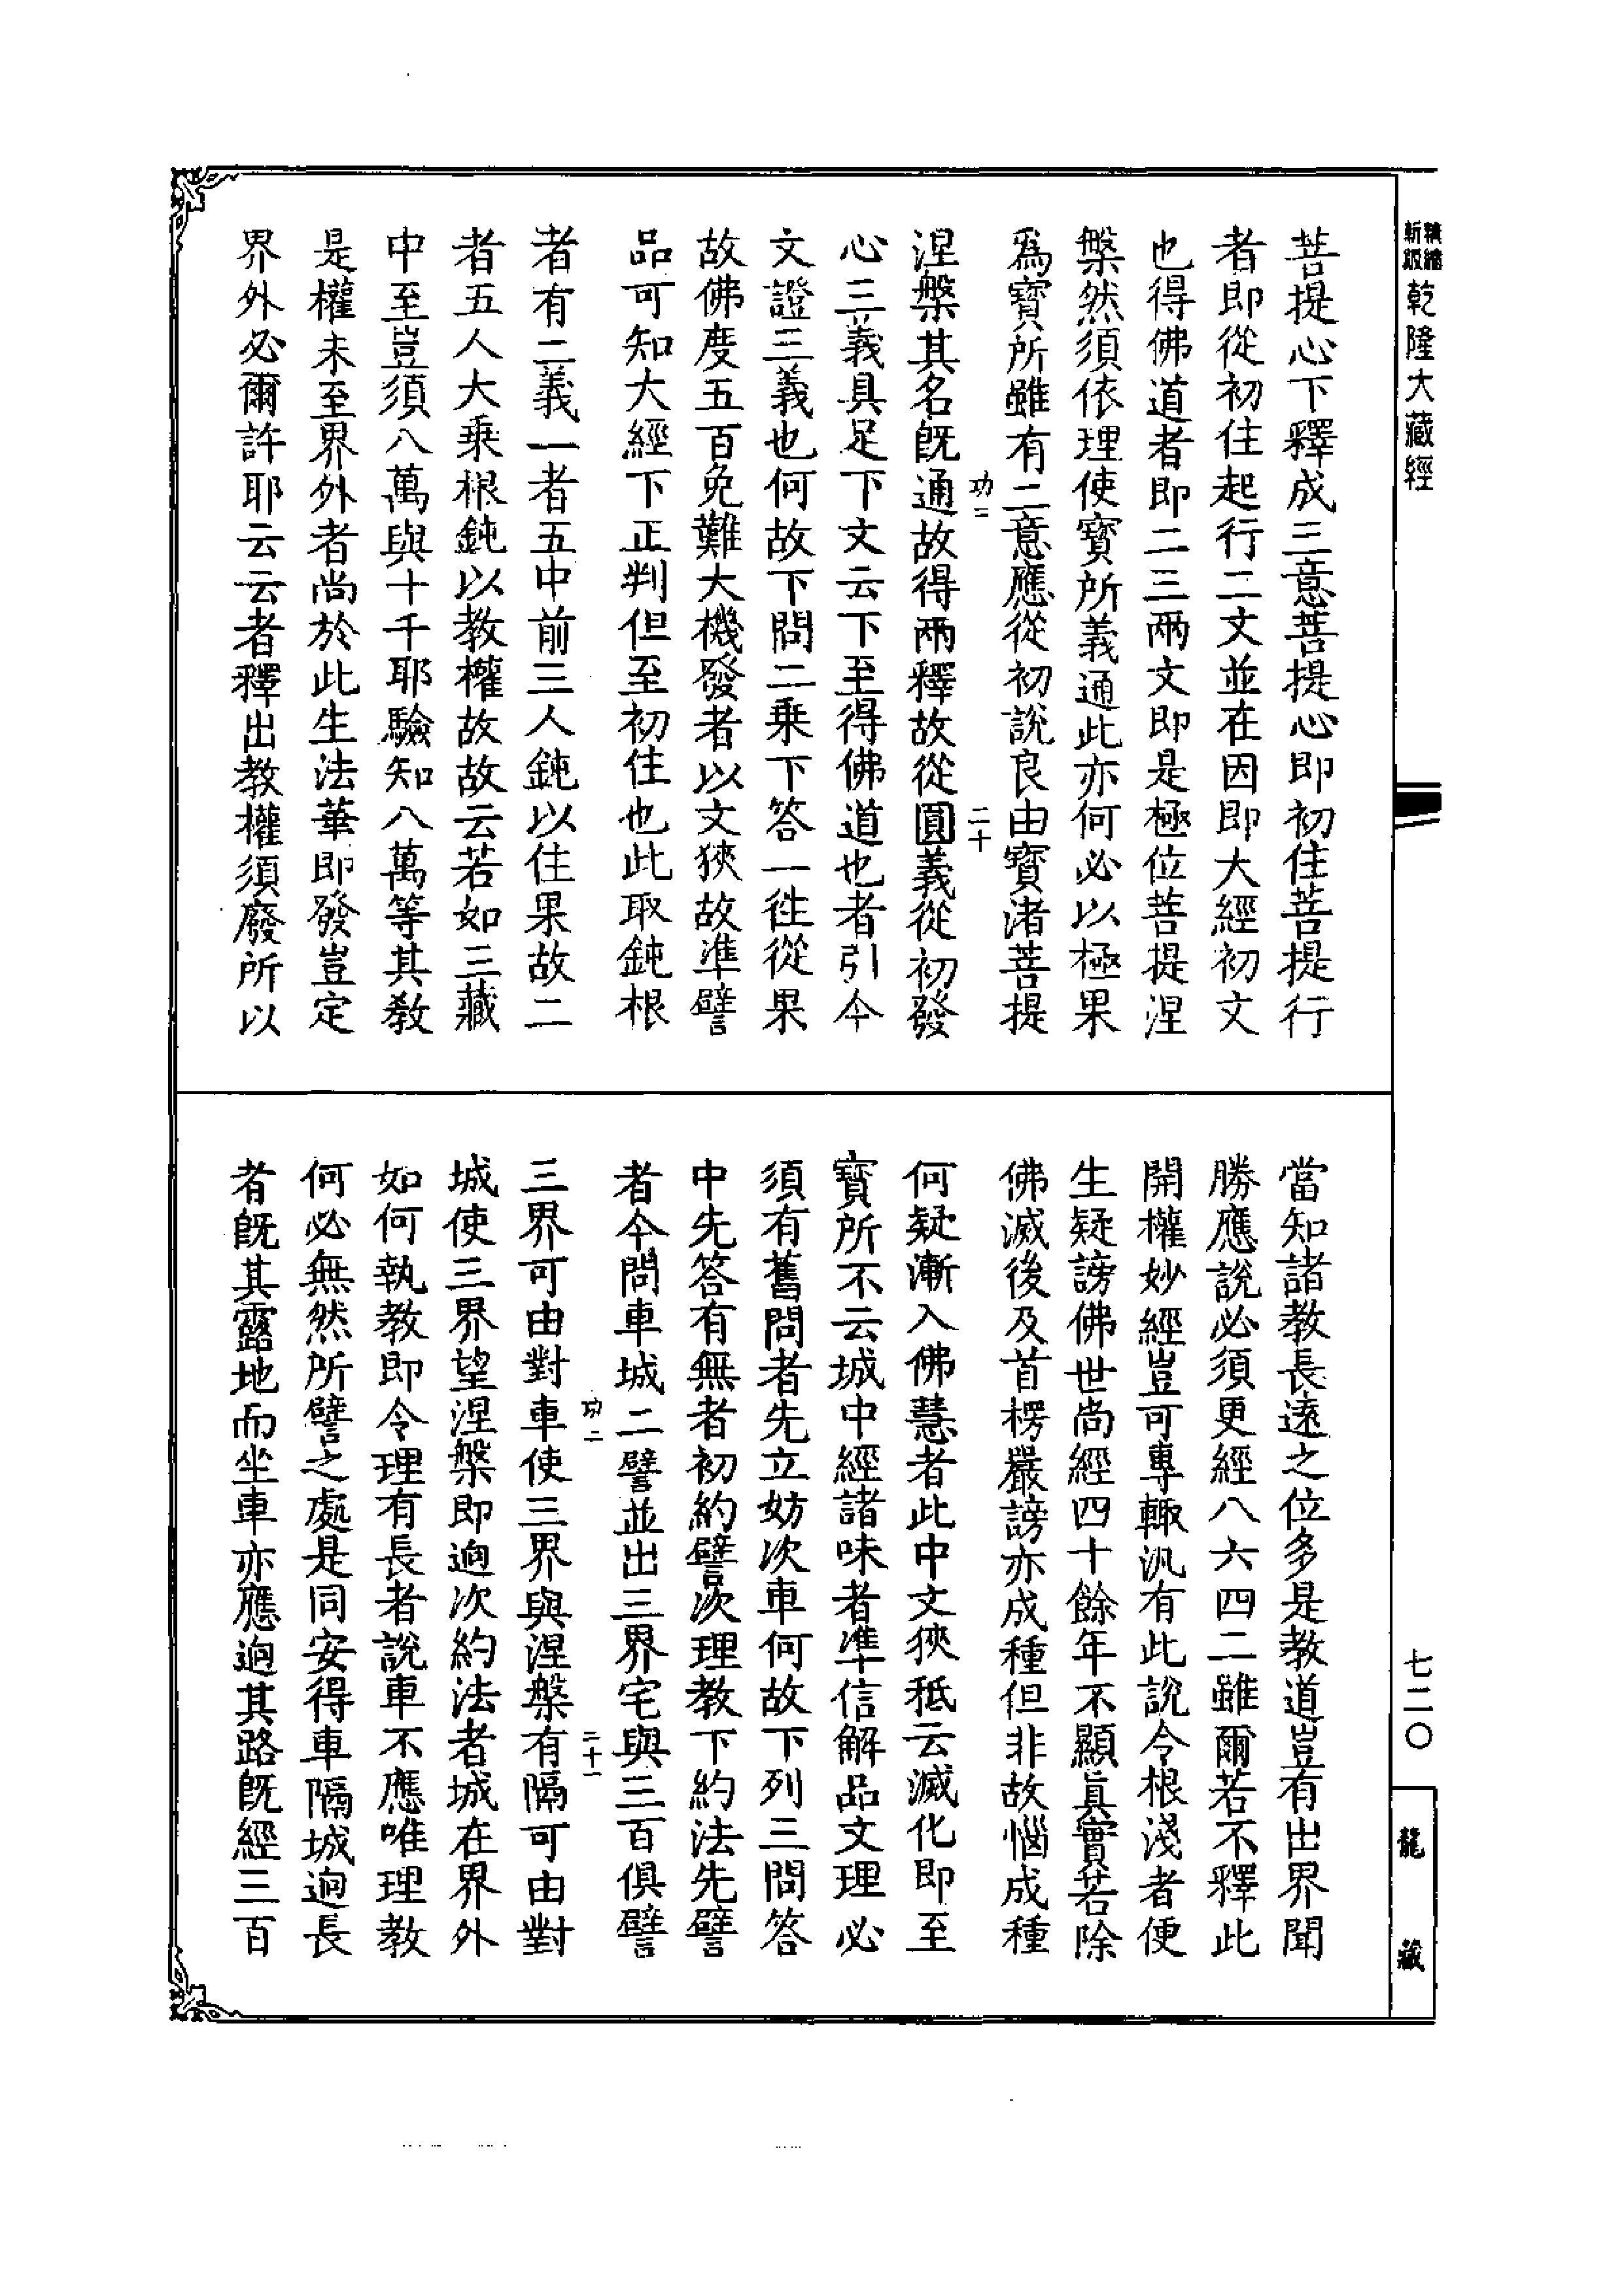 菩提心下釋成三意菩提心即初住菩提行
者即從初住起行二文並在因即大經初文
也得佛道者即二三兩文即是極位菩提涅
槃然須依理使寶所義通此亦何必以極果
爲寶所雖有二意應從初說良由寶渚菩提
功二
二十
涅槃其名旣通故得兩釋故從圓義從初發
心三義具足下文云下至得佛道也者引今
文證三義也何故下問二乘下答一徃從果
故佛度五百免難大機發者以文狹故準譬
品可知大經下正判但至初住也此取鈍根
者有二義一者五中前三人鈍以住果故二
者五人大乘根鈍以教權故故云若如三藏
中至豈須八萬與十千耶驗知八萬等其教
是權未至界外者尚於此生法華即發豈定
界外必爾許耶云云者釋出教權須廢所以
當知諸教長遠之位多是教道豈有出界聞
勝應說必須更經八六四二雖爾若不釋此
開權妙經豈可專輙汎有此說令根淺者便
生疑謗佛世尚經四十餘年不顯眞實若除
佛滅後及首楞嚴謗亦成種但非故惱成種
何疑漸入佛慧者此中文狹秖云滅化即至
寶所不云城中經諸味者準信解品文理必
須有舊問者先立妨次車何故下列三問答
中先答有無者初約譬次理教下約法先譬
者今問車城二譬並出三界宅與三百俱譬
功二
二十一
三界可由對車使三界與涅槃有隔可由對
城使三界望涅槃即逈次約法者城在界外
如何執教即令理有長者說車不應唯理教
何必無然所譬之處是同安得車隔城逈長
者旣其露地而坐車亦應逈其路旣經三百
精縮
新版
乾隆大藏經
七二〇
龍藏